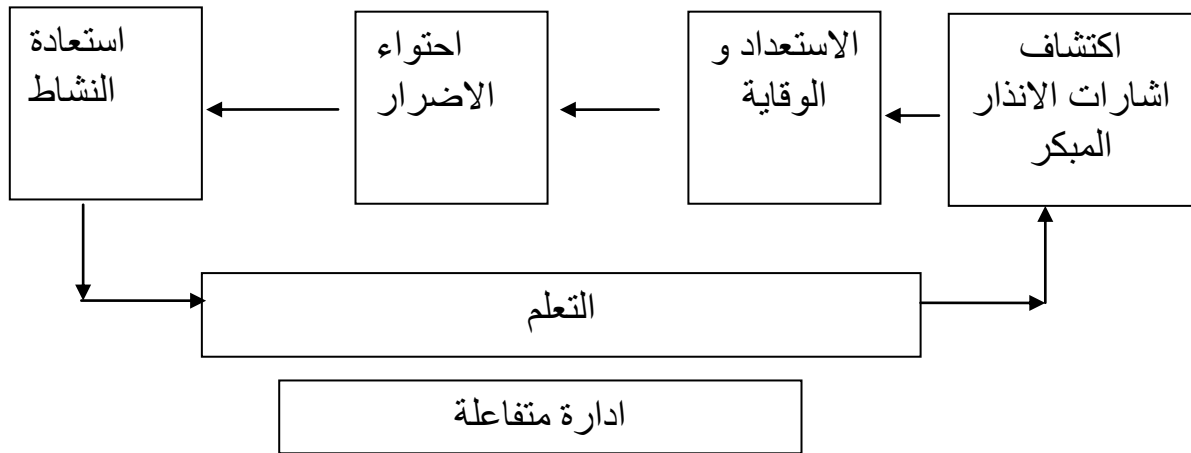 اكتشاف
اشارات الانذار
المبكر
الاستعداد و
الوقاية
احتواء
الاضرار
استعادة
النشاط
التعلم
ادارة متفاعلة